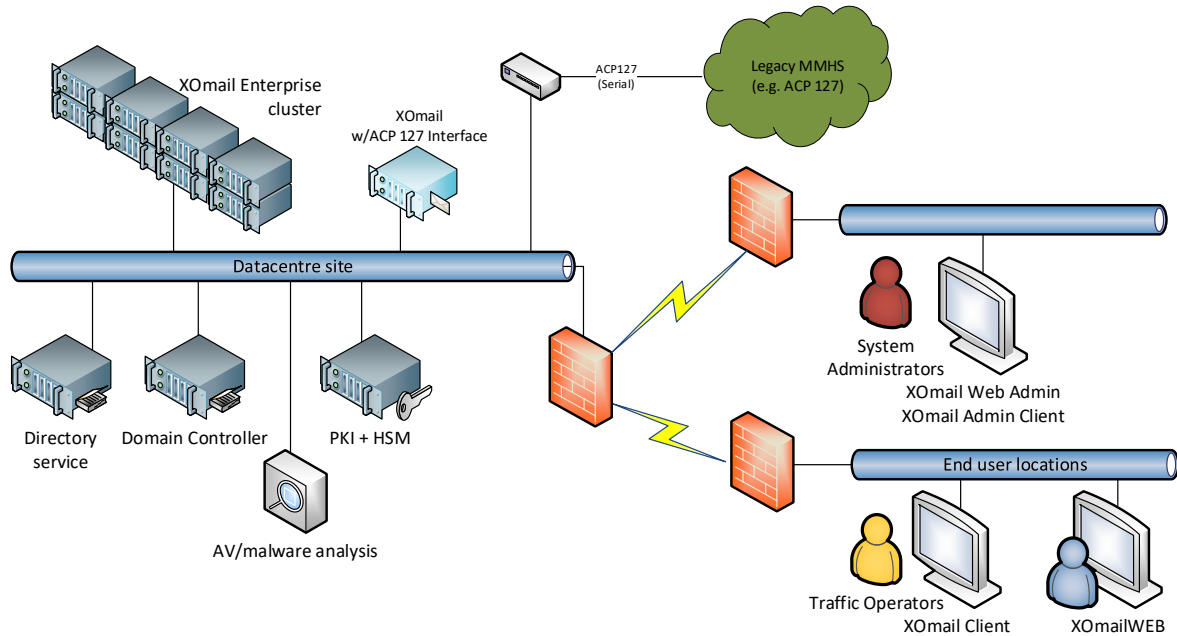 XOmail Enterprise
cluster
XOmail
w/ACP 127 Interface
ACP127
(Serial)
Legacy MMHS
(e.g. ACP 127)
Datacentre site
Directory
service
Domain Controller
PKI + HSM
AV/malware analysis
System
Administrators
XOmail Web Admin
XOmail Admin Client
End user locations
Traffic Operators
XOmail Client
XOmailWEB